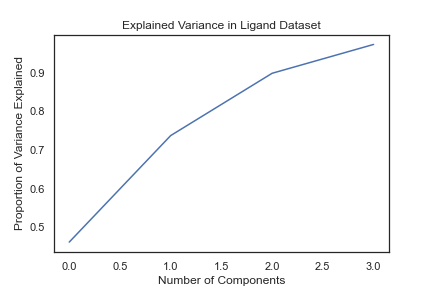 Explained Variance in Ligand Dataset
Proportion of Variance Explained
0.9
0.8
0.7
0.6
0.5
0.0 0.5 1.0 1.5 2.0 2.5 3.0
Number of Components